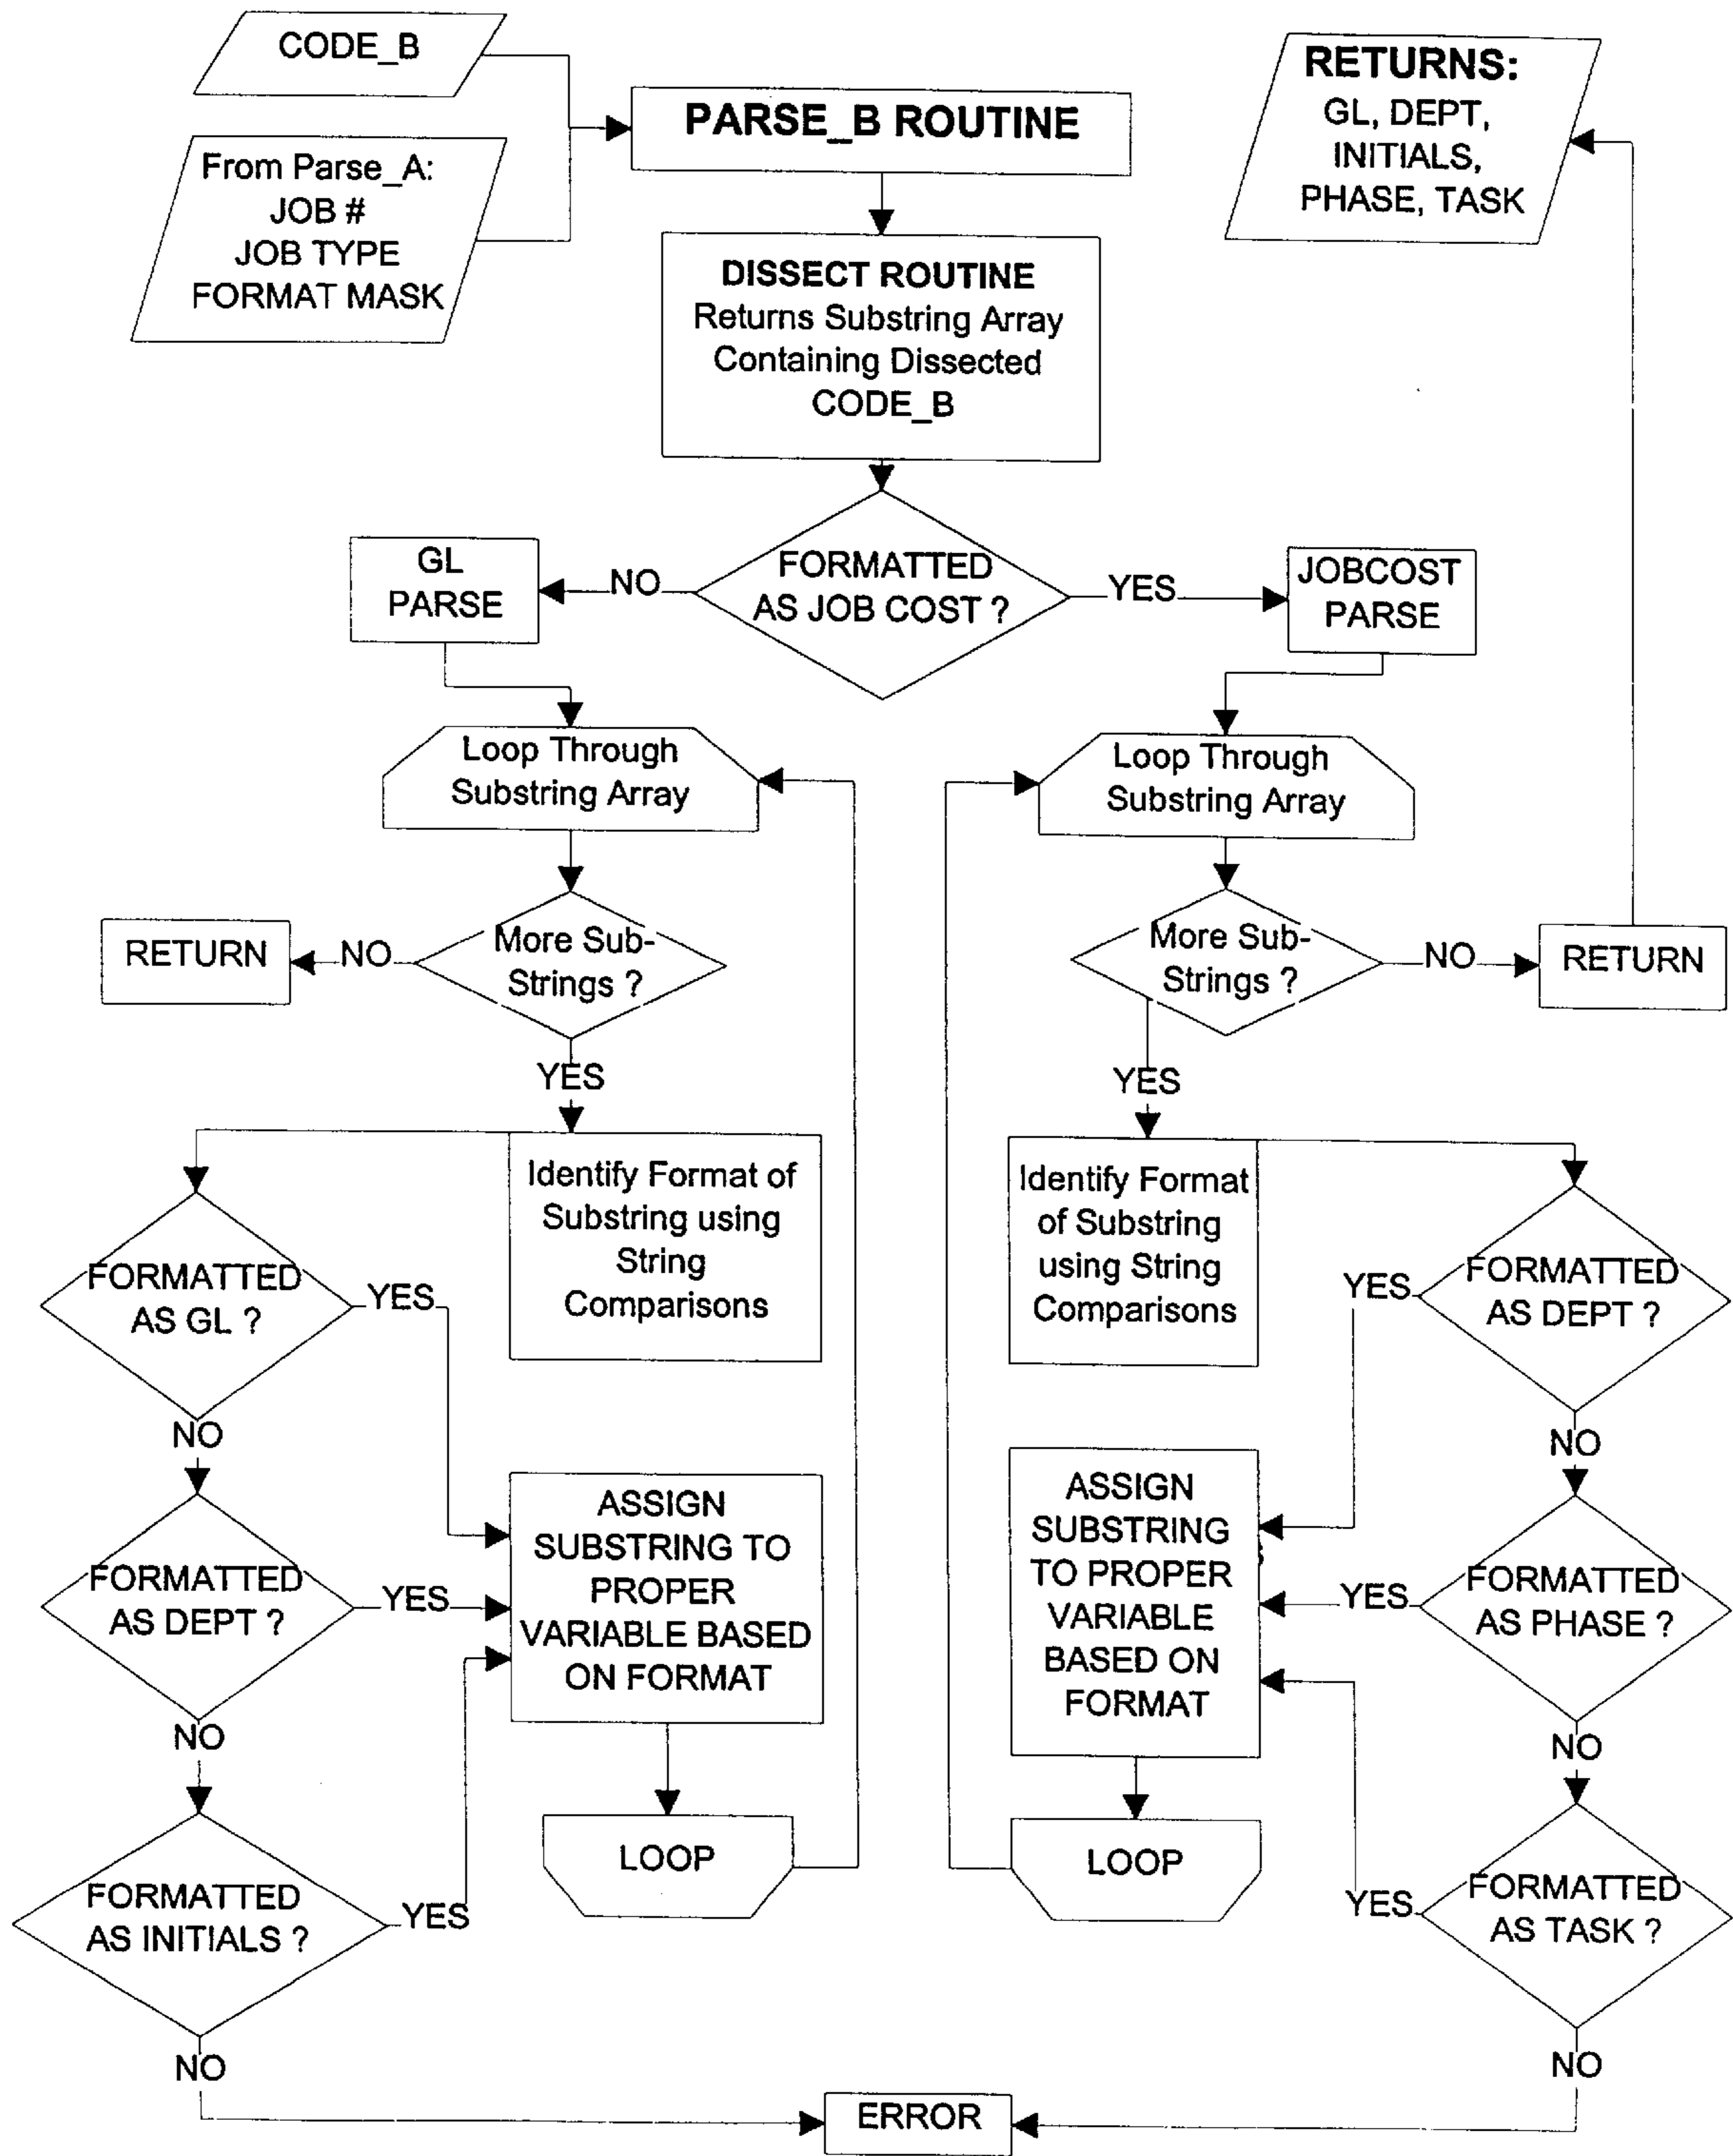 CODE_B
From Parse_A:
JOB #
JOB TYPE
FORMAT MASK
PARSE_B ROUTINE
RETURNS:
GL, DEPT,
INITIALS,
PHASE, TASK
DISSECT ROUTINE
Returns Substring Array
Containing Dissected
CODE_B
FORMATTED
AS JOB COST ?
NO
YES
GL
PARSE
JOBCOST
PARSE
Loop Through
Substring Array
Loop Through
Substring Array
More Sub-
Strings ?
NO
RETURN
YES
More Sub-
Strings ?
NO
RETURN
YES
Identify Format of
Substring using
String
Comparisons
Identify Format
of Substring
using String
Comparisons
FORMATTED
AS GL ?
YES
NO
FORMATTED
AS DEPT ?
YES
NO
FORMATTED
AS INITIALS ?
YES
NO
ASSIGN
SUBSTRING TO
PROPER
VARIABLE BASED
ON FORMAT
LOOP
FORMATTED
AS DEPT ?
YES
NO
FORMATTED
AS PHASE ?
YES
NO
FORMATTED
AS TASK ?
YES
NO
ASSIGN
SUBSTRING
TO PROPER
VARIABLE
BASED ON
FORMAT
LOOP
ERROR